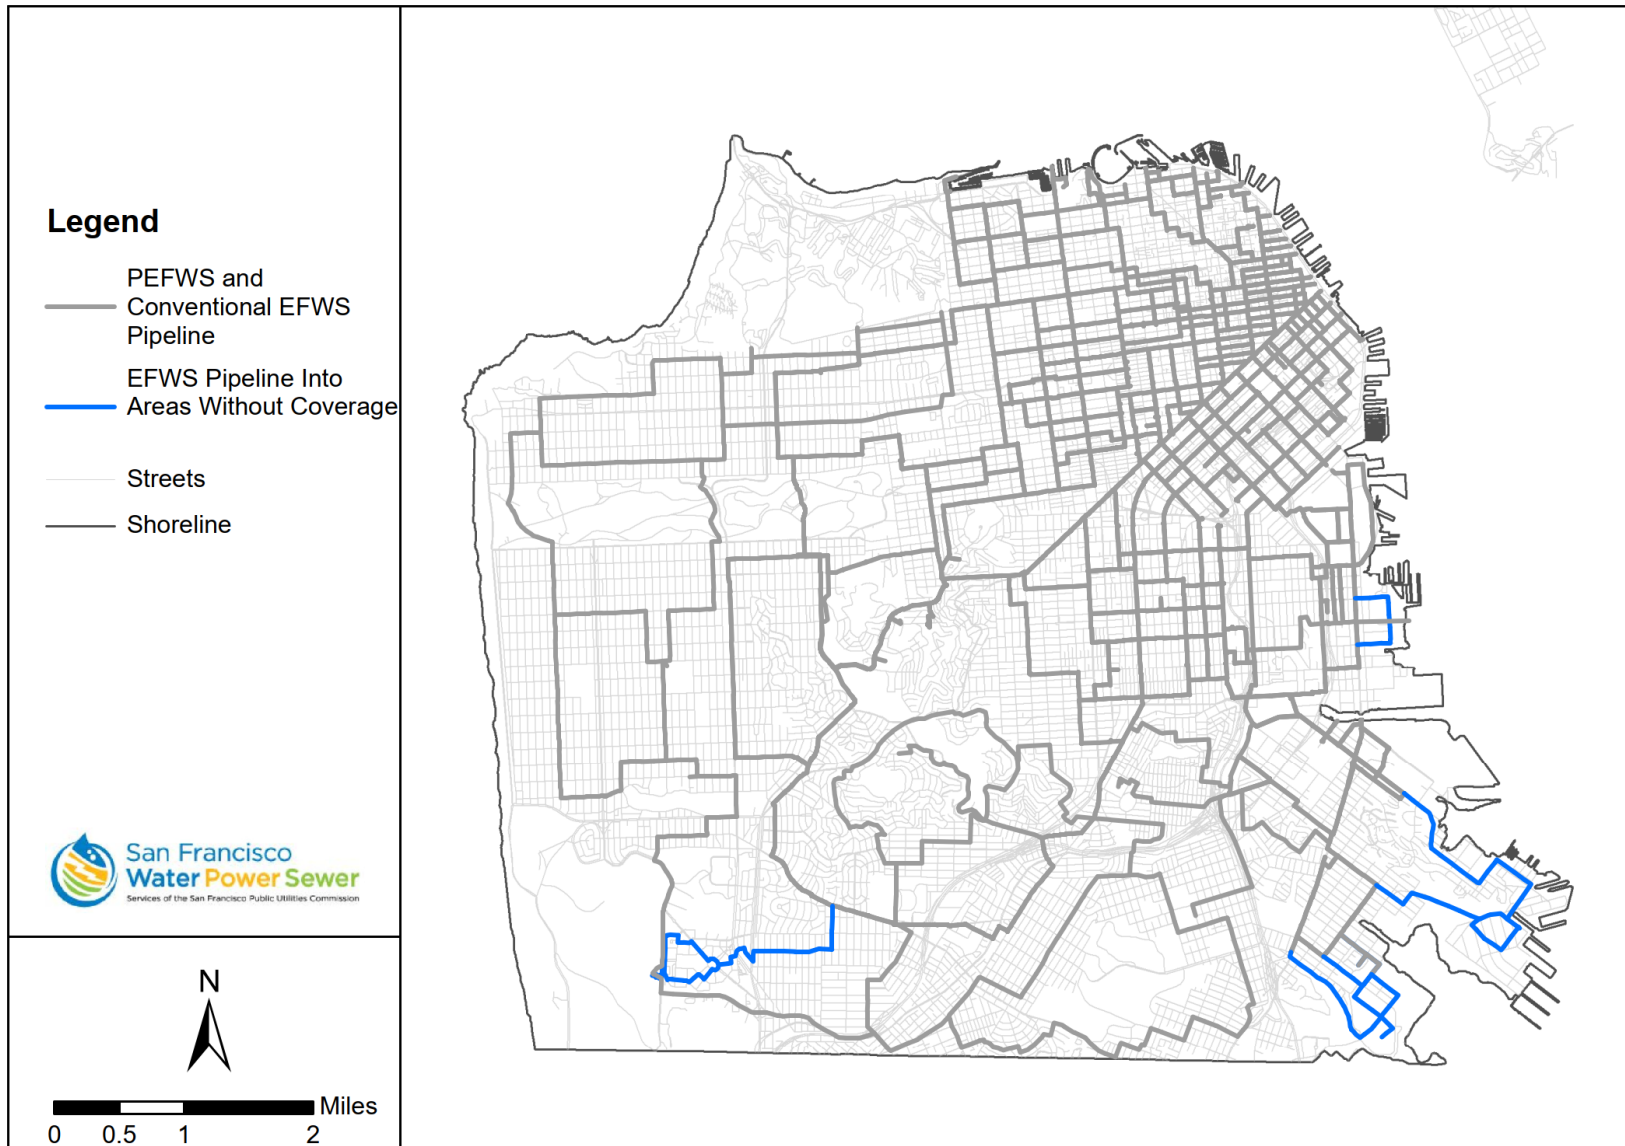 Legend
PEFWS and
Conventional EFWS
Pipeline
EFWS Pipeline Into
Areas Without Coverage
Streets
Shoreline
San Francisco
Water Power Sewer
Services of the San Francisco Public Utilities Commission
N
Miles
0 0.5 1 2